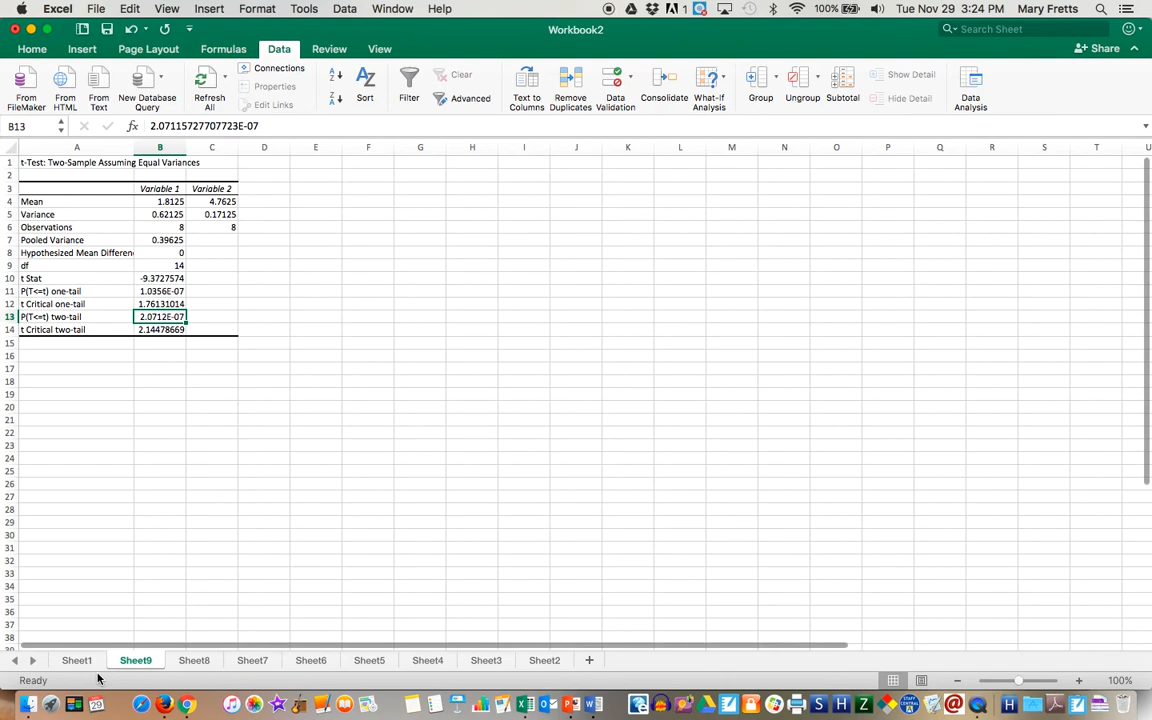 Excel File Edit View Insert Format Tools Data Window Help 1 100% Tue Nov 29 3:24 PM Mary Fretts
Workbook2
Search Sheet
Home Insert Page Layout Formulas Data Review View
Share
From FileMaker
From HTML
From Text
New Database Query
Refresh All
Connections
Properties
Edit Links
Sort
Filter
Clear
Advanced
Text to Columns
Remove Duplicates
Data Validation
Consolidate
What-If Analysis
Group
Ungroup
Subtotal
Show Detail
Hide Detail
Data Analysis
B13 fx 2.07115727707723E-07
A B C D E F G H I J K L M N O P Q R S T U
1 t-Test: Two-Sample Assuming Equal Variances
2
3 Variable 1 Variable 2
4 Mean 1.8125 4.7625
5 Variance 0.62125 0.17125
6 Observations 8 8
7 Pooled Variance 0.39625
8 Hypothesized Mean Differen 0
9 df 14
10 t Stat -9.3727574
11 P(T<=t) one-tail 1.0356E-07
12 t Critical one-tail 1.76131014
13 P(T<=t) two-tail 2.0712E-07
14 t Critical two-tail 2.14478669
15
16
17
18
19
20
21
22
23
24
25
26
27
28
29
30
31
32
33
34
35
36
37
38
Sheet1 Sheet9 Sheet8 Sheet7 Sheet6 Sheet5 Sheet4 Sheet3 Sheet2 +
Ready 100%